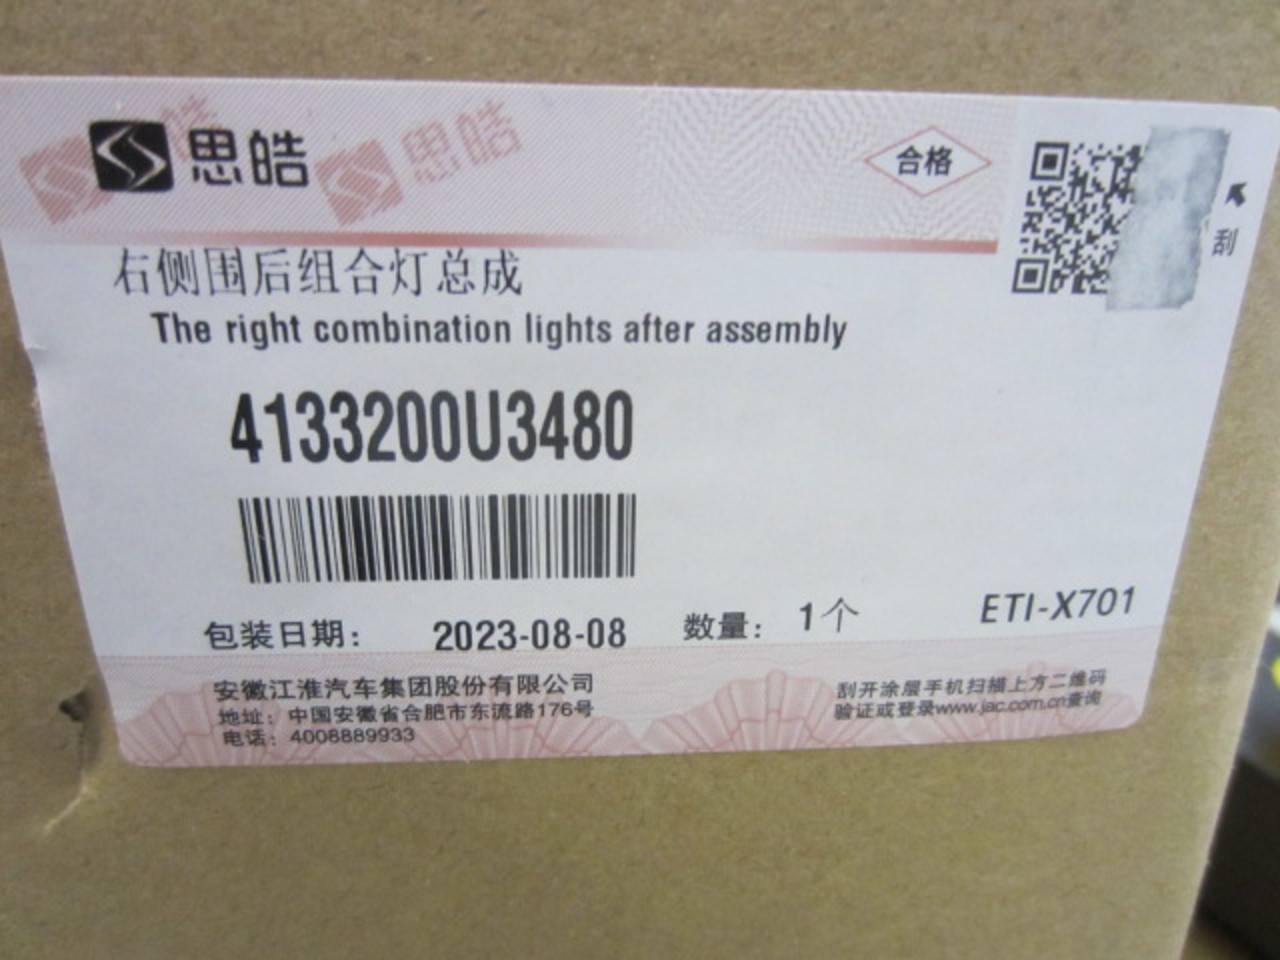 思皓
思皓
合格
刮
右侧围后组合灯总成
The right combination lights after assembly
4133200U3480
包装日期： 2023-08-08 数量： 1个 ETI-X701
安徽江淮汽车集团股份有限公司
地址：中国安徽省合肥市东流路176号
电话：4008889933
刮开涂层手机扫描上方二维码
验证或登录www.jac.com.cn查询